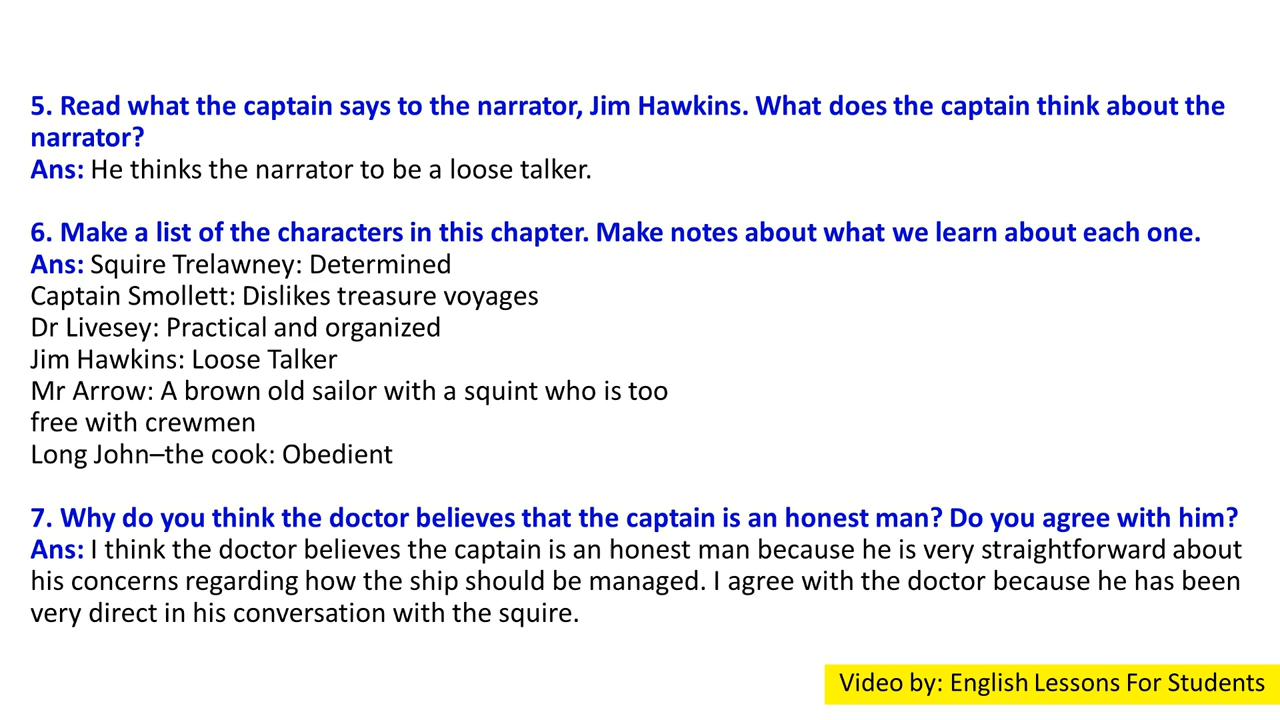 5. Read what the captain says to the narrator, Jim Hawkins. What does the captain think about the
narrator?
Ans: He thinks the narrator to be a loose talker.
6. Make a list of the characters in this chapter. Make notes about what we learn about each one.
Ans: Squire Trelawney: Determined
Captain Smollett: Dislikes treasure voyages
Dr Livesey: Practical and organized
Jim Hawkins: Loose Talker
Mr Arrow: A brown old sailor with a squint who is too
free with crewmen
Long John–the cook: Obedient
7. Why do you think the doctor believes that the captain is an honest man? Do you agree with him?
Ans: I think the doctor believes the captain is an honest man because he is very straightforward about
his concerns regarding how the ship should be managed. I agree with the doctor because he has been
very direct in his conversation with the squire.
Video by: English Lessons For Students